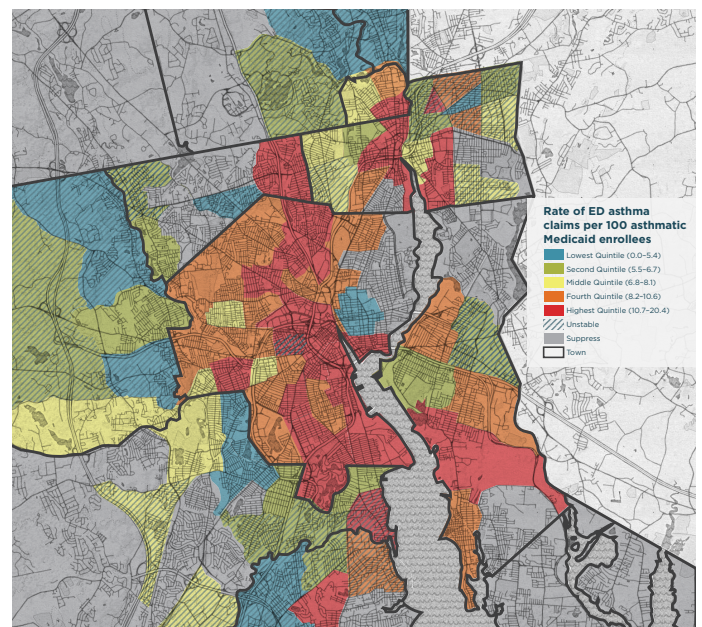 Rate of ED asthma
claims per 100 asthmatic
Medicaid enrollees
Lowest Quintile (0.0–5.4)
Second Quintile (5.5–6.7)
Middle Quintile (6.8–8.1)
Fourth Quintile (8.2–10.6)
Highest Quintile (10.7–20.4)
Unstable
Suppress
Town